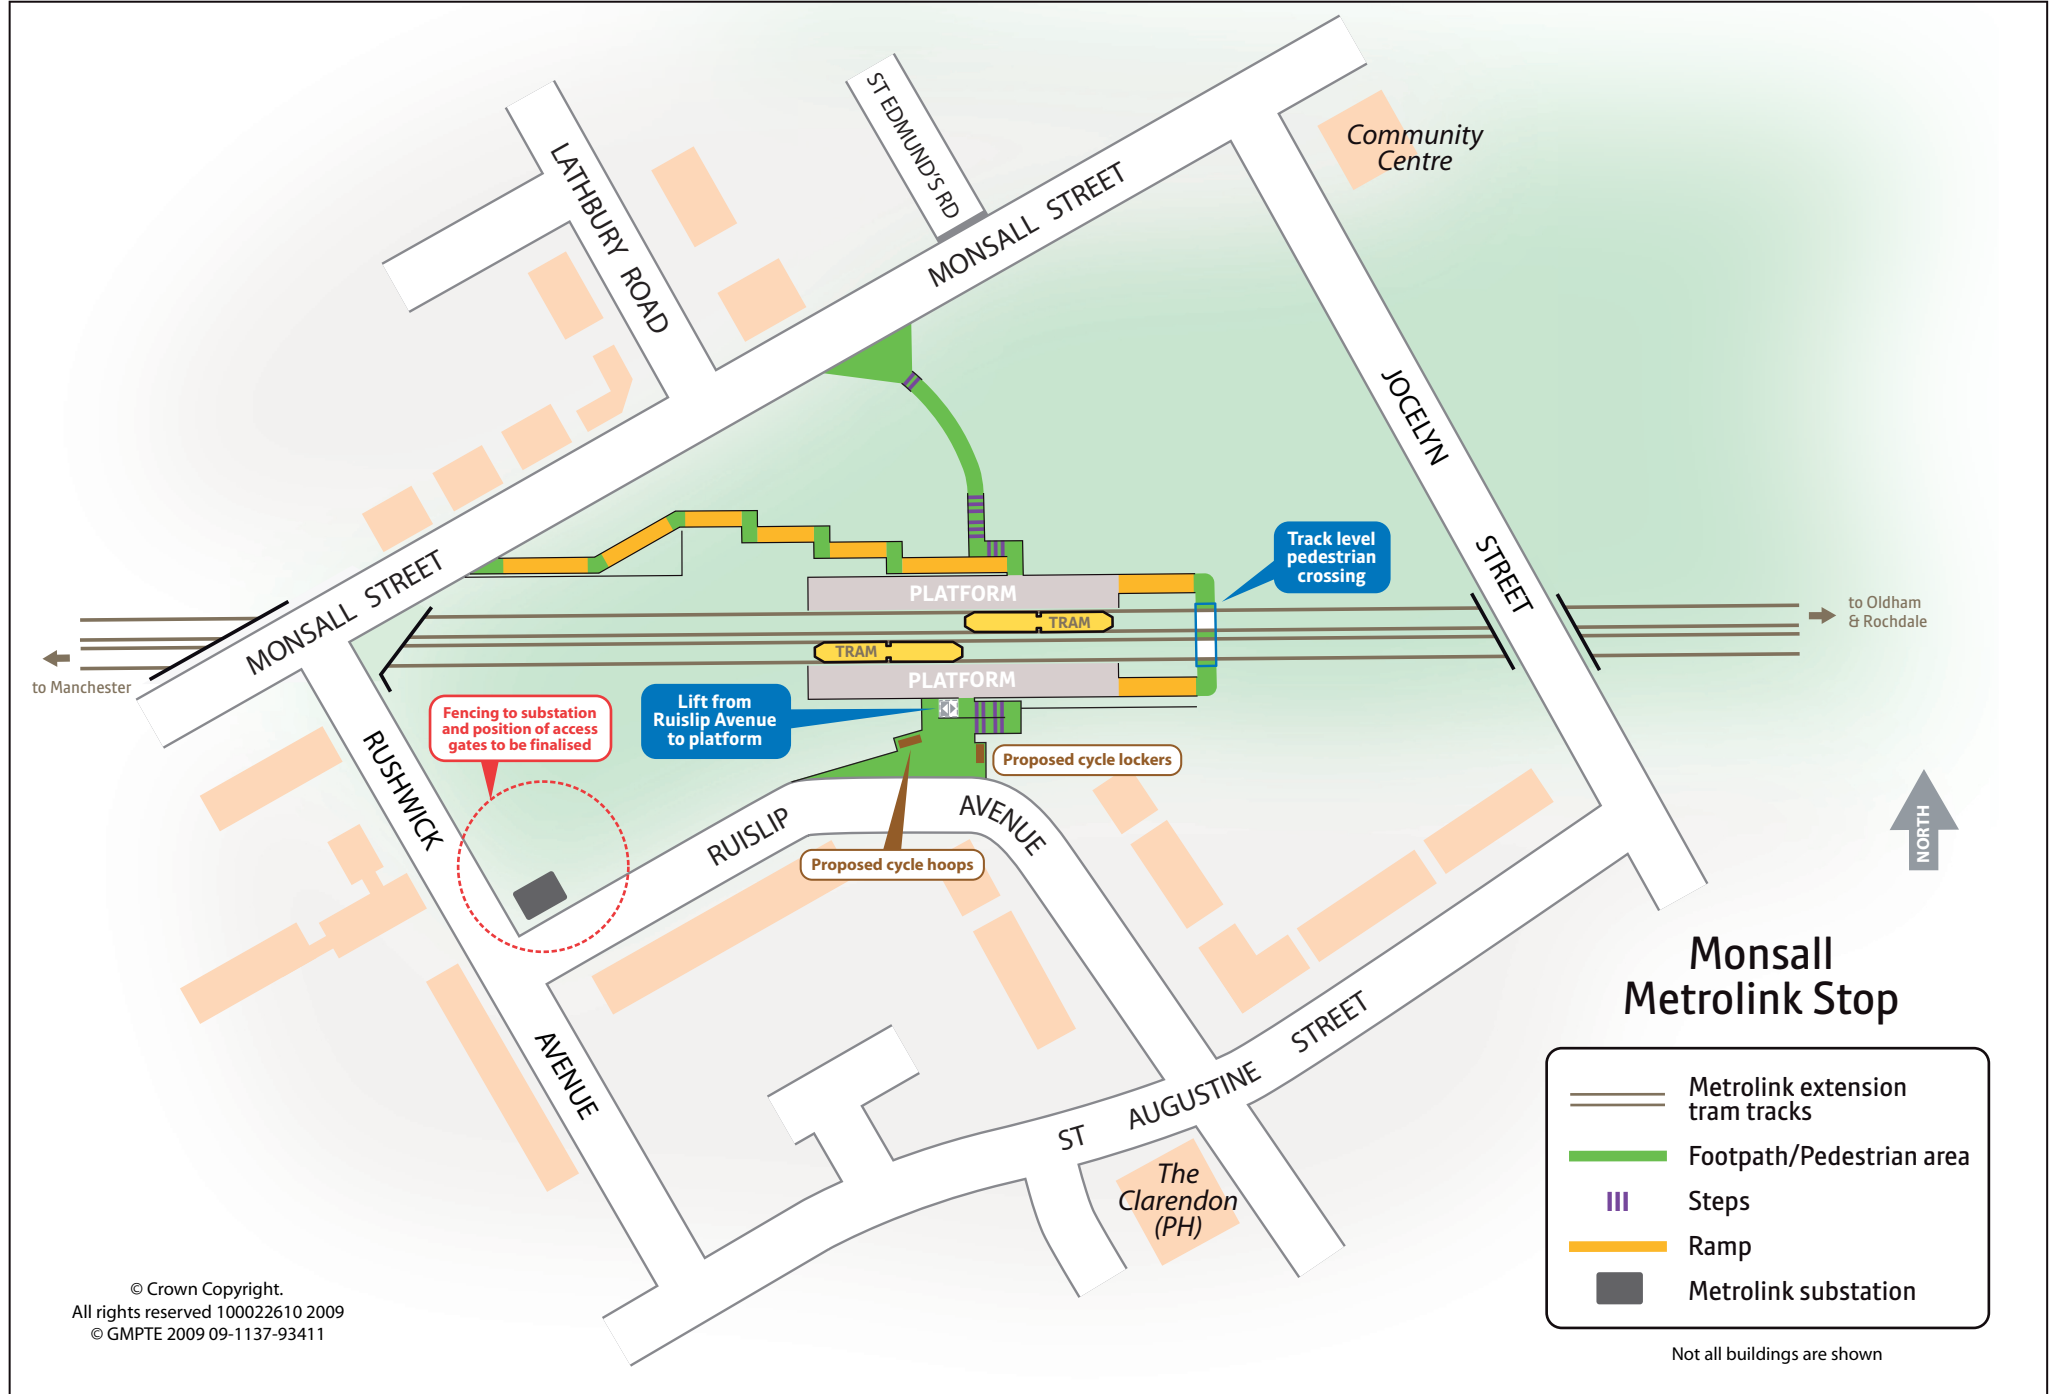 ST EDMUND'S RD
LATHBURY ROAD
MONSALL STREET
Community
Centre
JOCELYN STREET
MONSALL STREET
Track level
pedestrian
crossing
PLATFORM
TRAM
TRAM
PLATFORM
to Oldham
& Rochdale
to Manchester
Lift from
Ruislip Avenue
to platform
Fencing to substation
and position of access
gates to be finalised
Proposed cycle lockers
Proposed cycle hoops
RUSHWICK AVENUE
RUISLIP AVENUE
NORTH
ST AUGUSTINE STREET
The
Clarendon
(PH)
Monsall
Metrolink Stop
Metrolink extension
tram tracks
Footpath/Pedestrian area
Steps
Ramp
Metrolink substation
Not all buildings are shown
© Crown Copyright.
All rights reserved 100022610 2009
© GMPTE 2009 09-1137-93411